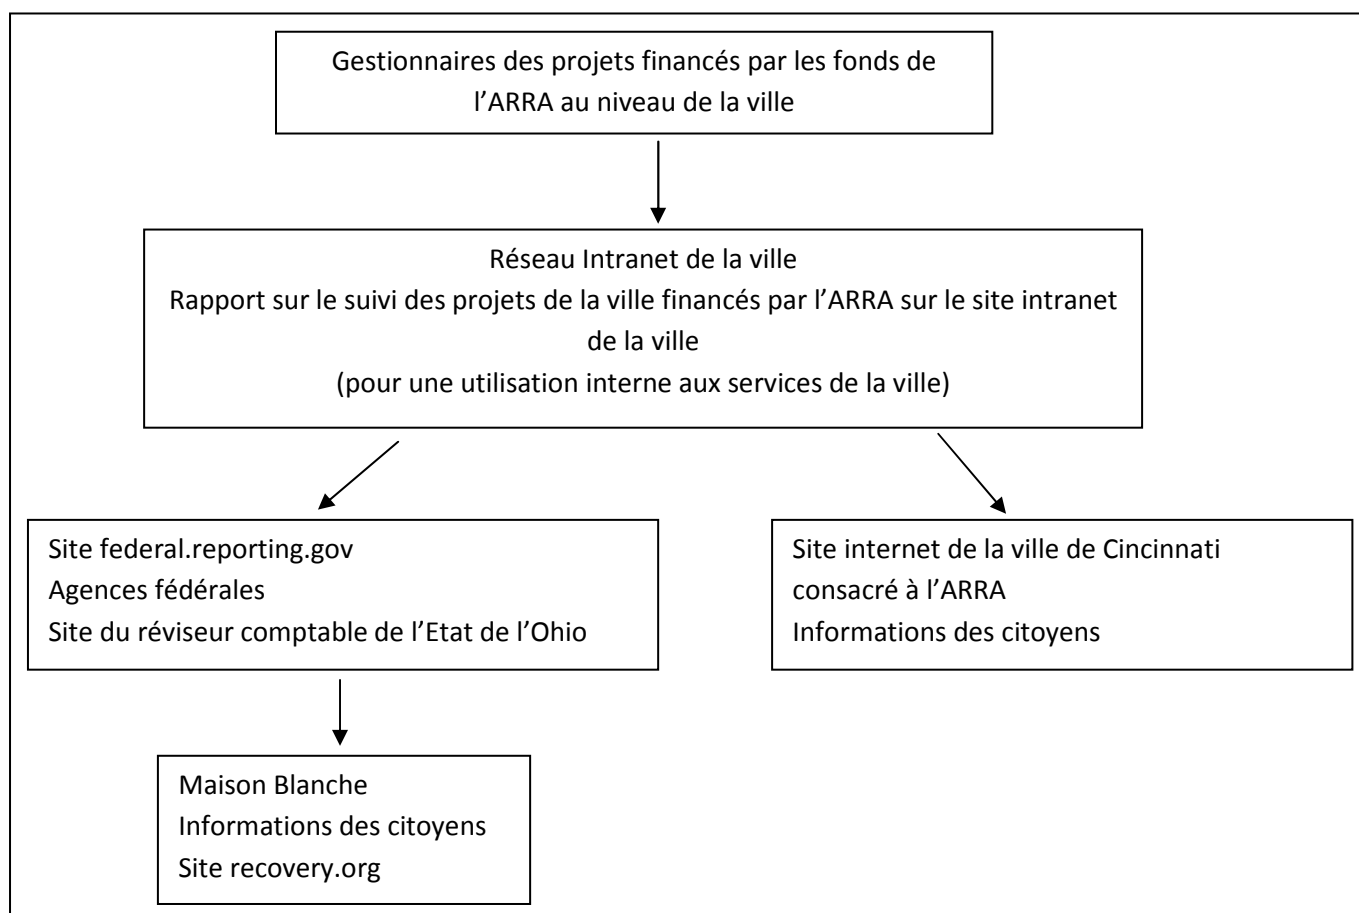 Gestionnaires des projets financés par les fonds de
l’ARRA au niveau de la ville
Réseau Intranet de la ville
Rapport sur le suivi des projets de la ville financés par l’ARRA sur le site intranet
de la ville
(pour une utilisation interne aux services de la ville)
Site federal.reporting.gov
Agences fédérales
Site du réviseur comptable de l’Etat de l’Ohio
Site internet de la ville de Cincinnati
consacré à l’ARRA
Informations des citoyens
Maison Blanche
Informations des citoyens
Site recovery.org